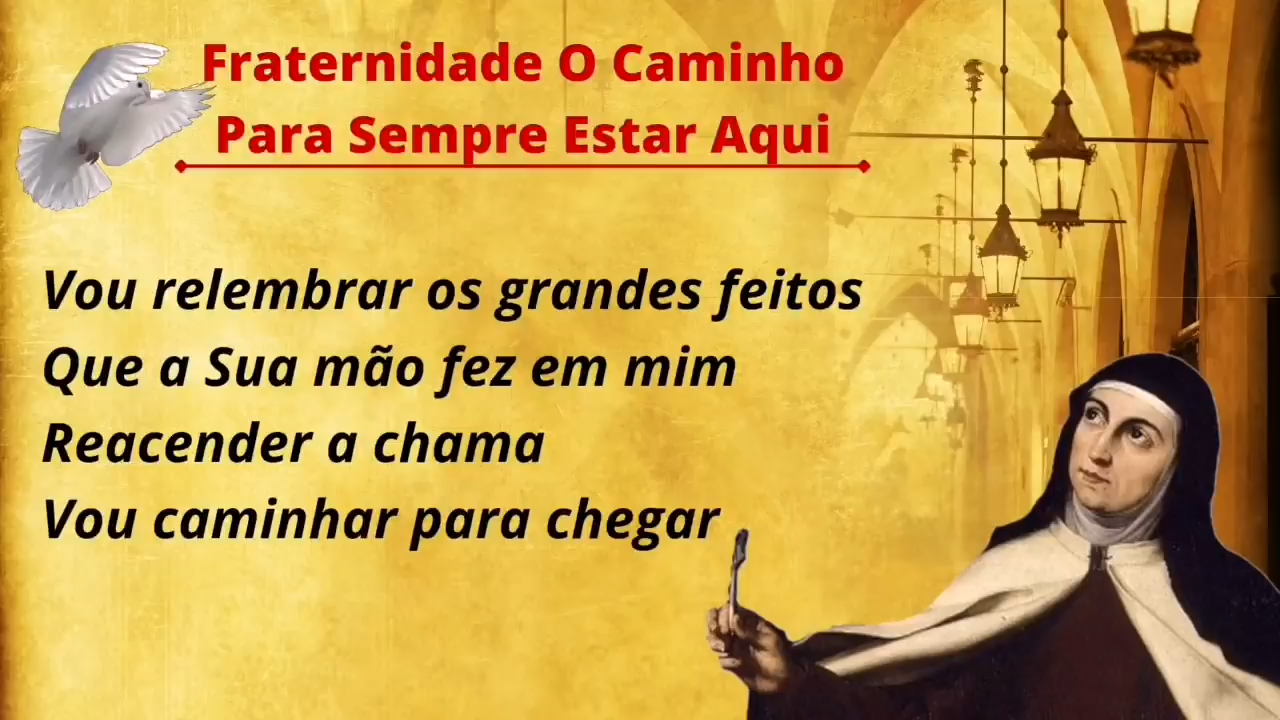 Fraternidade O Caminho
Para Sempre Estar Aqui
Vou relembrar os grandes feitos
Que a Sua mão fez em mim
Reacender a chama
Vou caminhar para chegar